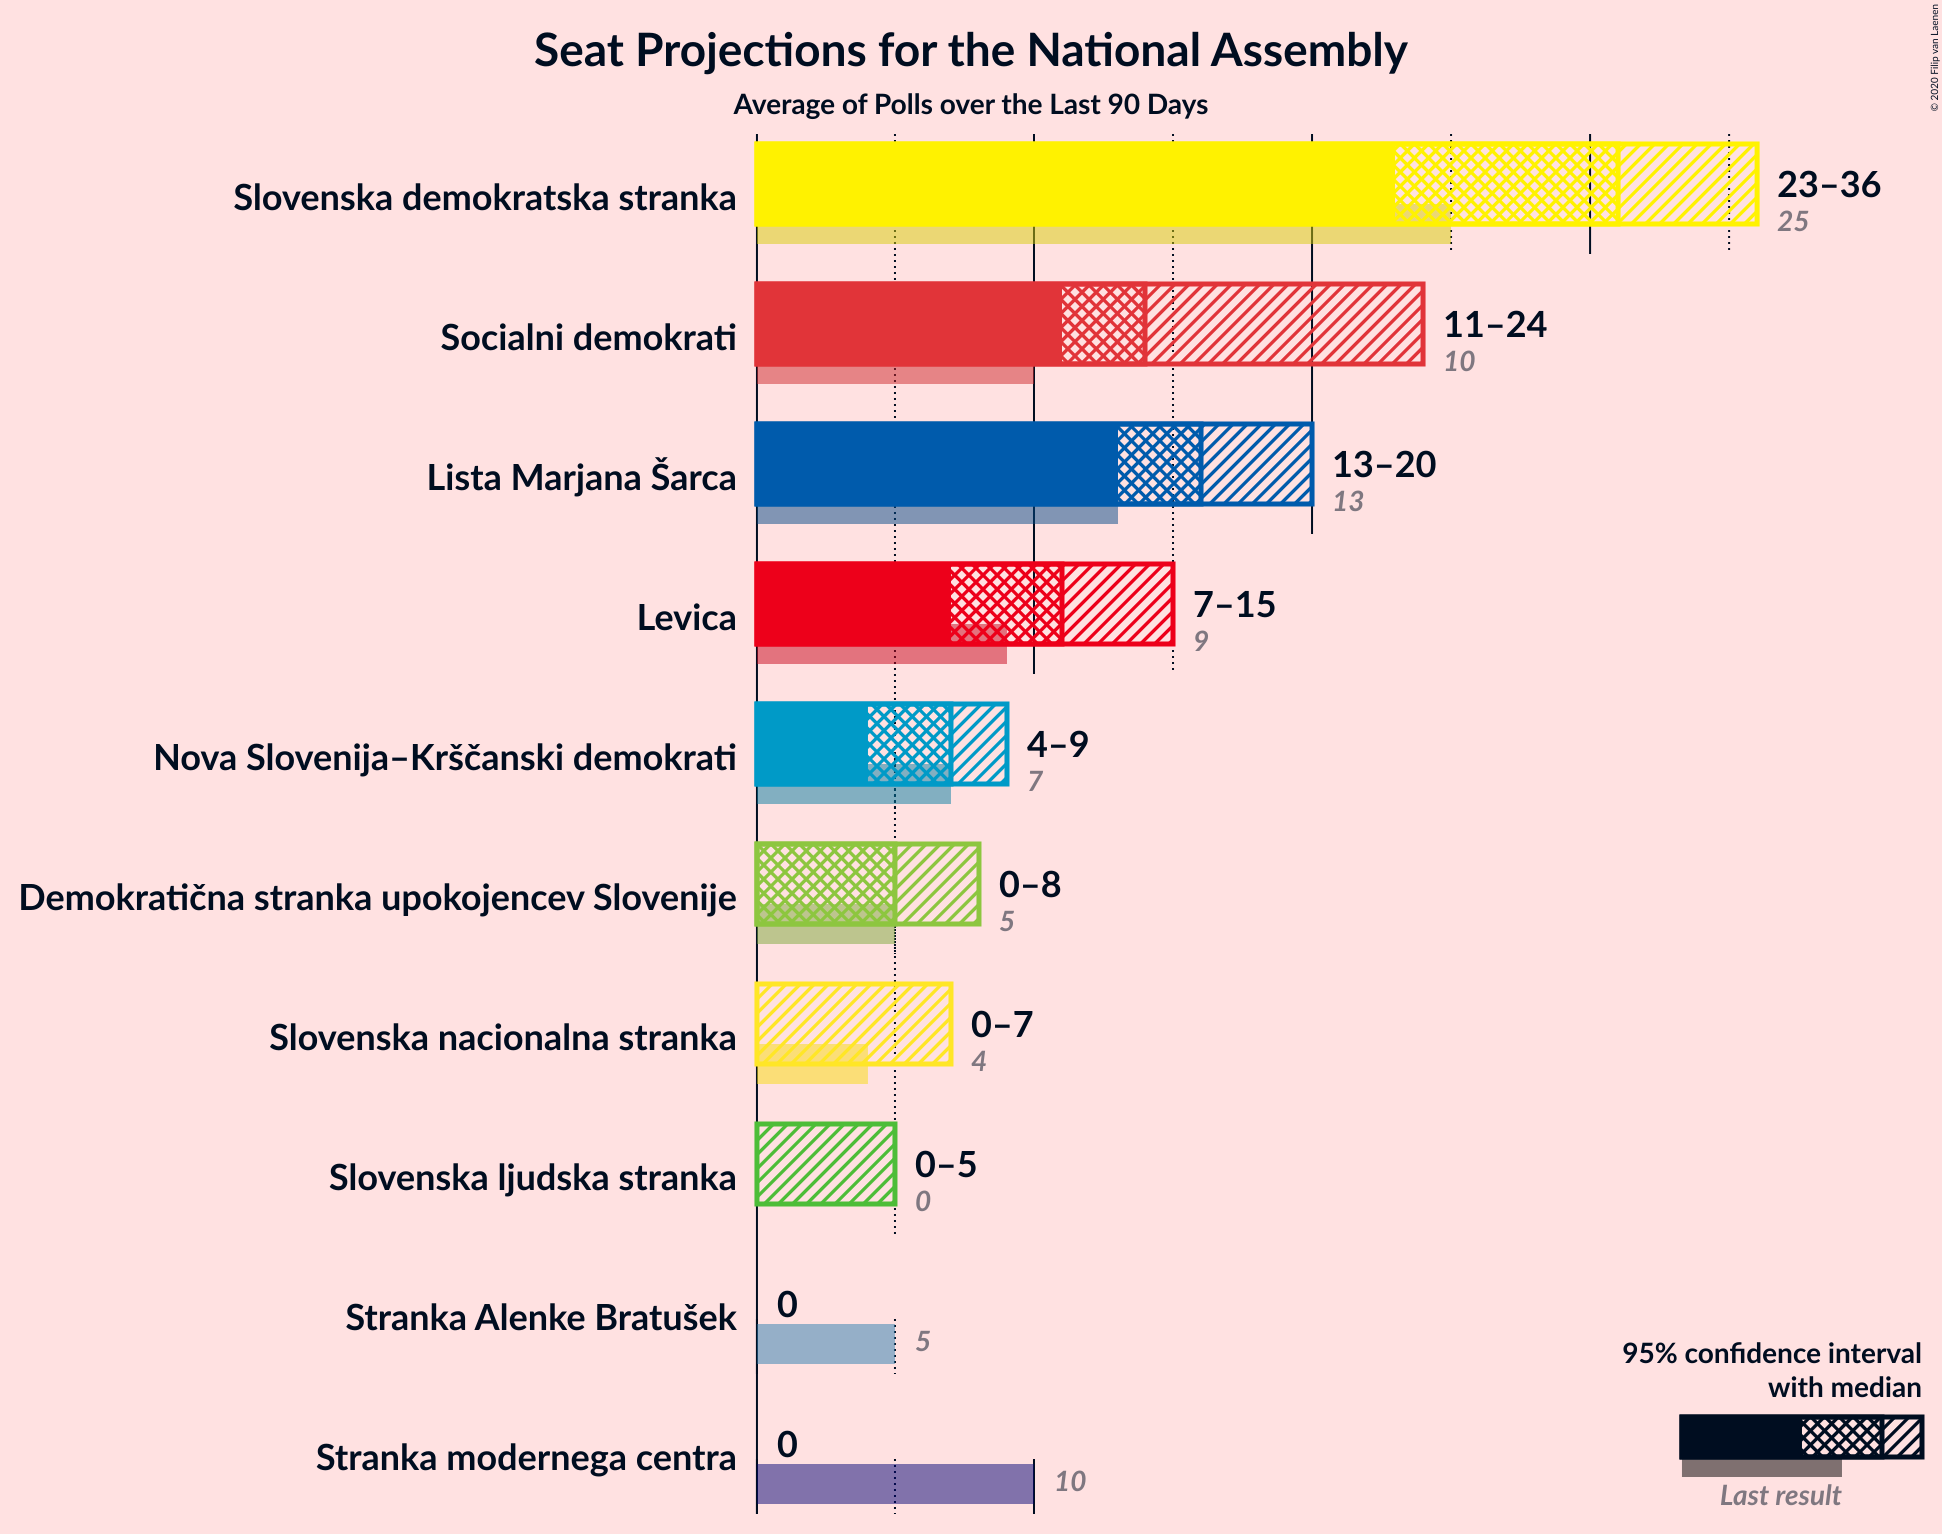 Seat Projections for the National Assembly
Average of Polls over the Last 90 Days
© 2020 Filip van Laenen
Slovenska demokratska stranka
23–36
25
Socialni demokrati
11–24
10
Lista Marjana Šarca
13–20
13
Levica
7–15
9
Nova Slovenija–Krščanski demokrati
4–9
7
Demokratična stranka upokojencev Slovenije
0–8
5
Slovenska nacionalna stranka
0–7
4
Slovenska ljudska stranka
0–5
0
Stranka Alenke Bratušek
0
5
Stranka modernega centra
0
10
95% confidence interval
with median
Last result